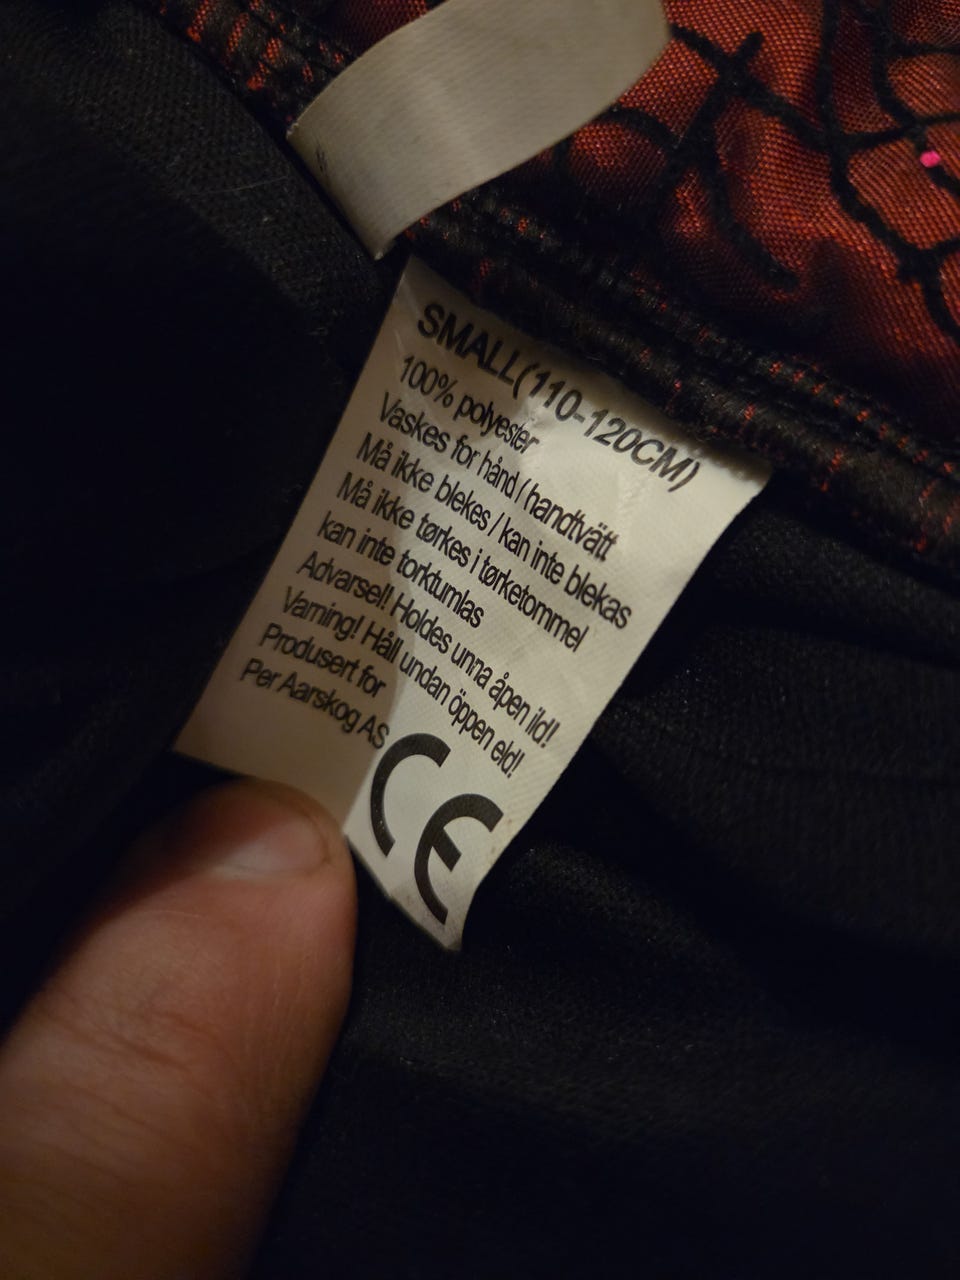 SMALL(110-120CM)
100% polyester
Vaskes for hånd / handtvätt
Må ikke blekes / kan inte blekas
Må ikke tørkes i tørketommel
kan inte torktumlas
Advarsel! Holdes unna åpen ild!
Varning! Håll undan öppen eld!
Produsert for
Per Aarskog AS
CE